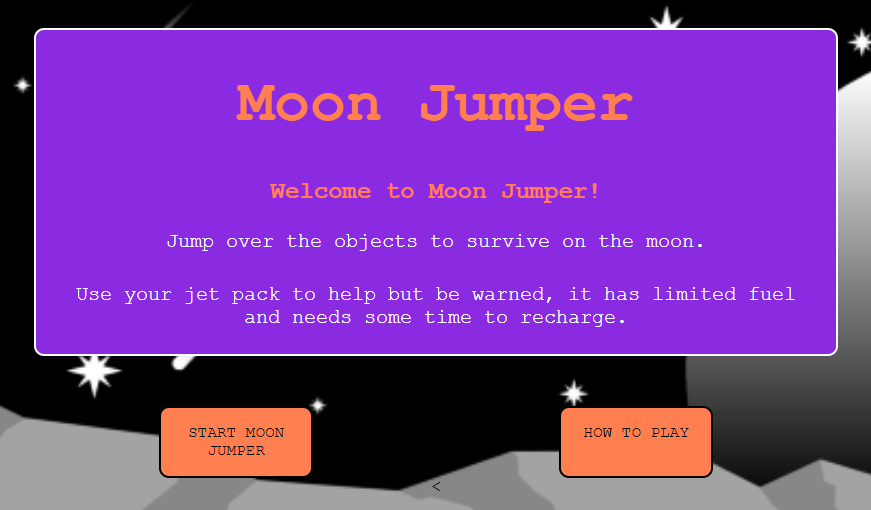 Moon Jumper
Welcome to Moon Jumper!
Jump over the objects to survive on the moon.
Use your jet pack to help but be warned, it has limited fuel
and needs some time to recharge.
START MOON
JUMPER
HOW TO PLAY
<